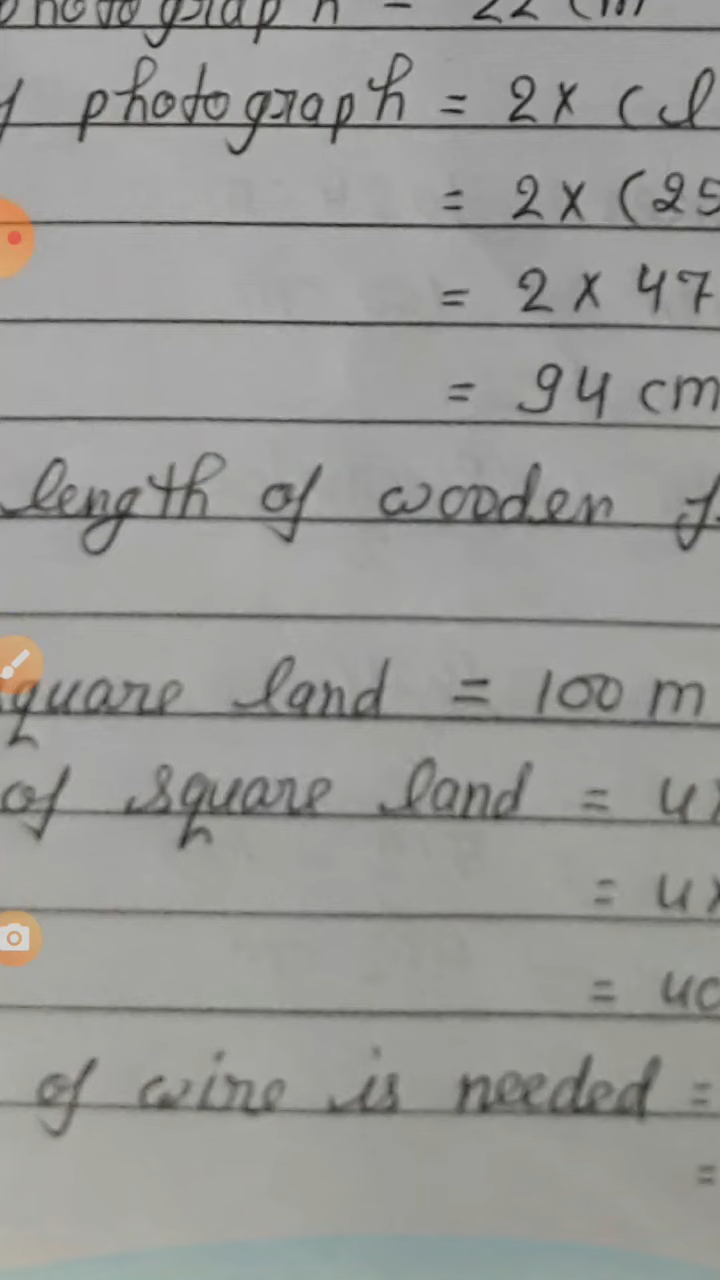 photograph = 22 cm
photograph = 2 × (l
= 2 × (25
= 2 × 47
= 94 cm
length of wooden f
quare land = 100 m
of square land = 4×
= 4×
= 40
of wire is needed =
=